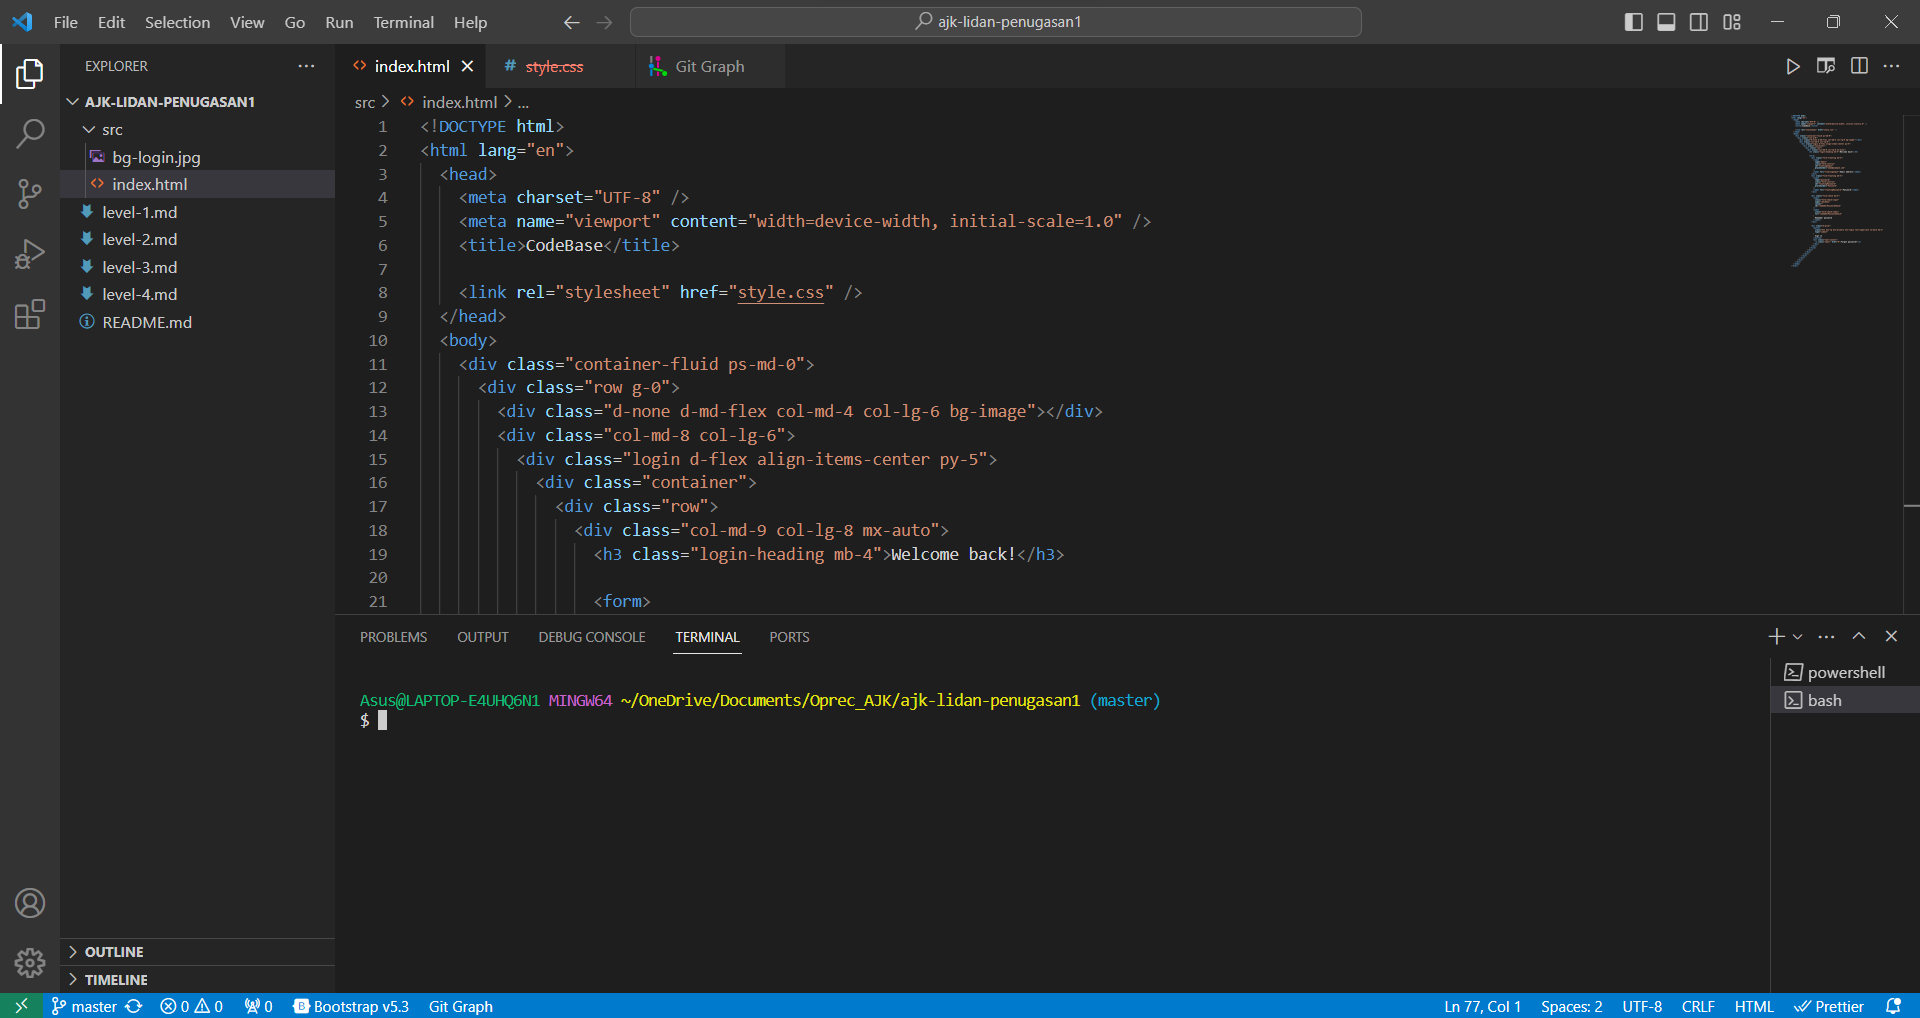 File Edit Selection View Go Run Terminal Help
ajk-lidan-penugasan1
EXPLORER
AJK-LIDAN-PENUGASAN1
src
bg-login.jpg
index.html
level-1.md
level-2.md
level-3.md
level-4.md
README.md
OUTLINE
TIMELINE
index.html
style.css
Git Graph
src > index.html > ...
1 <!DOCTYPE html>
2 <html lang="en">
3 <head>
4 <meta charset="UTF-8" />
5 <meta name="viewport" content="width=device-width, initial-scale=1.0" />
6 <title>CodeBase</title>
7
8 <link rel="stylesheet" href="style.css" />
9 </head>
10 <body>
11 <div class="container-fluid ps-md-0">
12 <div class="row g-0">
13 <div class="d-none d-md-flex col-md-4 col-lg-6 bg-image"></div>
14 <div class="col-md-8 col-lg-6">
15 <div class="login d-flex align-items-center py-5">
16 <div class="container">
17 <div class="row">
18 <div class="col-md-9 col-lg-8 mx-auto">
19 <h3 class="login-heading mb-4">Welcome back!</h3>
20
21 <form>
PROBLEMS OUTPUT DEBUG CONSOLE TERMINAL PORTS
Asus@LAPTOP-E4UHQ6N1 MINGW64 ~/OneDrive/Documents/Oprec_AJK/ajk-lidan-penugasan1 (master)
$
powershell
bash
master 0 0 0 Bootstrap v5.3 Git Graph
Ln 77, Col 1 Spaces: 2 UTF-8 CRLF HTML Prettier